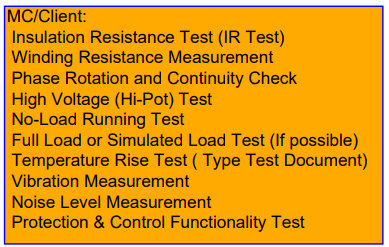 MC/Client:
Insulation Resistance Test (IR Test)
Winding Resistance Measurement
Phase Rotation and Continuity Check
High Voltage (Hi-Pot) Test
No-Load Running Test
Full Load or Simulated Load Test (If possible)
Temperature Rise Test ( Type Test Document)
Vibration Measurement
Noise Level Measurement
Protection & Control Functionality Test